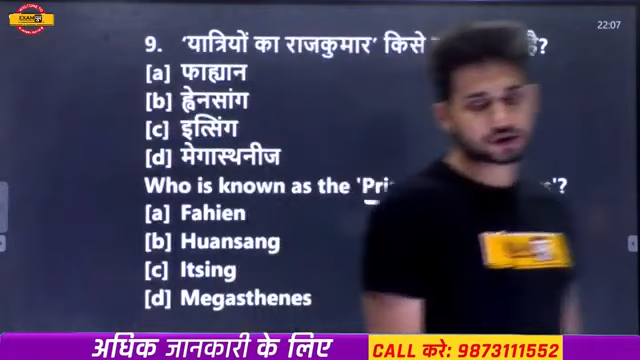 22:07
EXAM
9. 'यात्रियों का राजकुमार' किसे है?
[a] फाह्यान
[b] ह्वेनसांग
[c] इत्सिंग
[d] मेगास्थनीज
Who is known as the 'Pri s'?
[a] Fahien
[b] Huansang
[c] Itsing
[d] Megasthenes
अधिक जानकारी के लिए
CALL करे: 9873111552